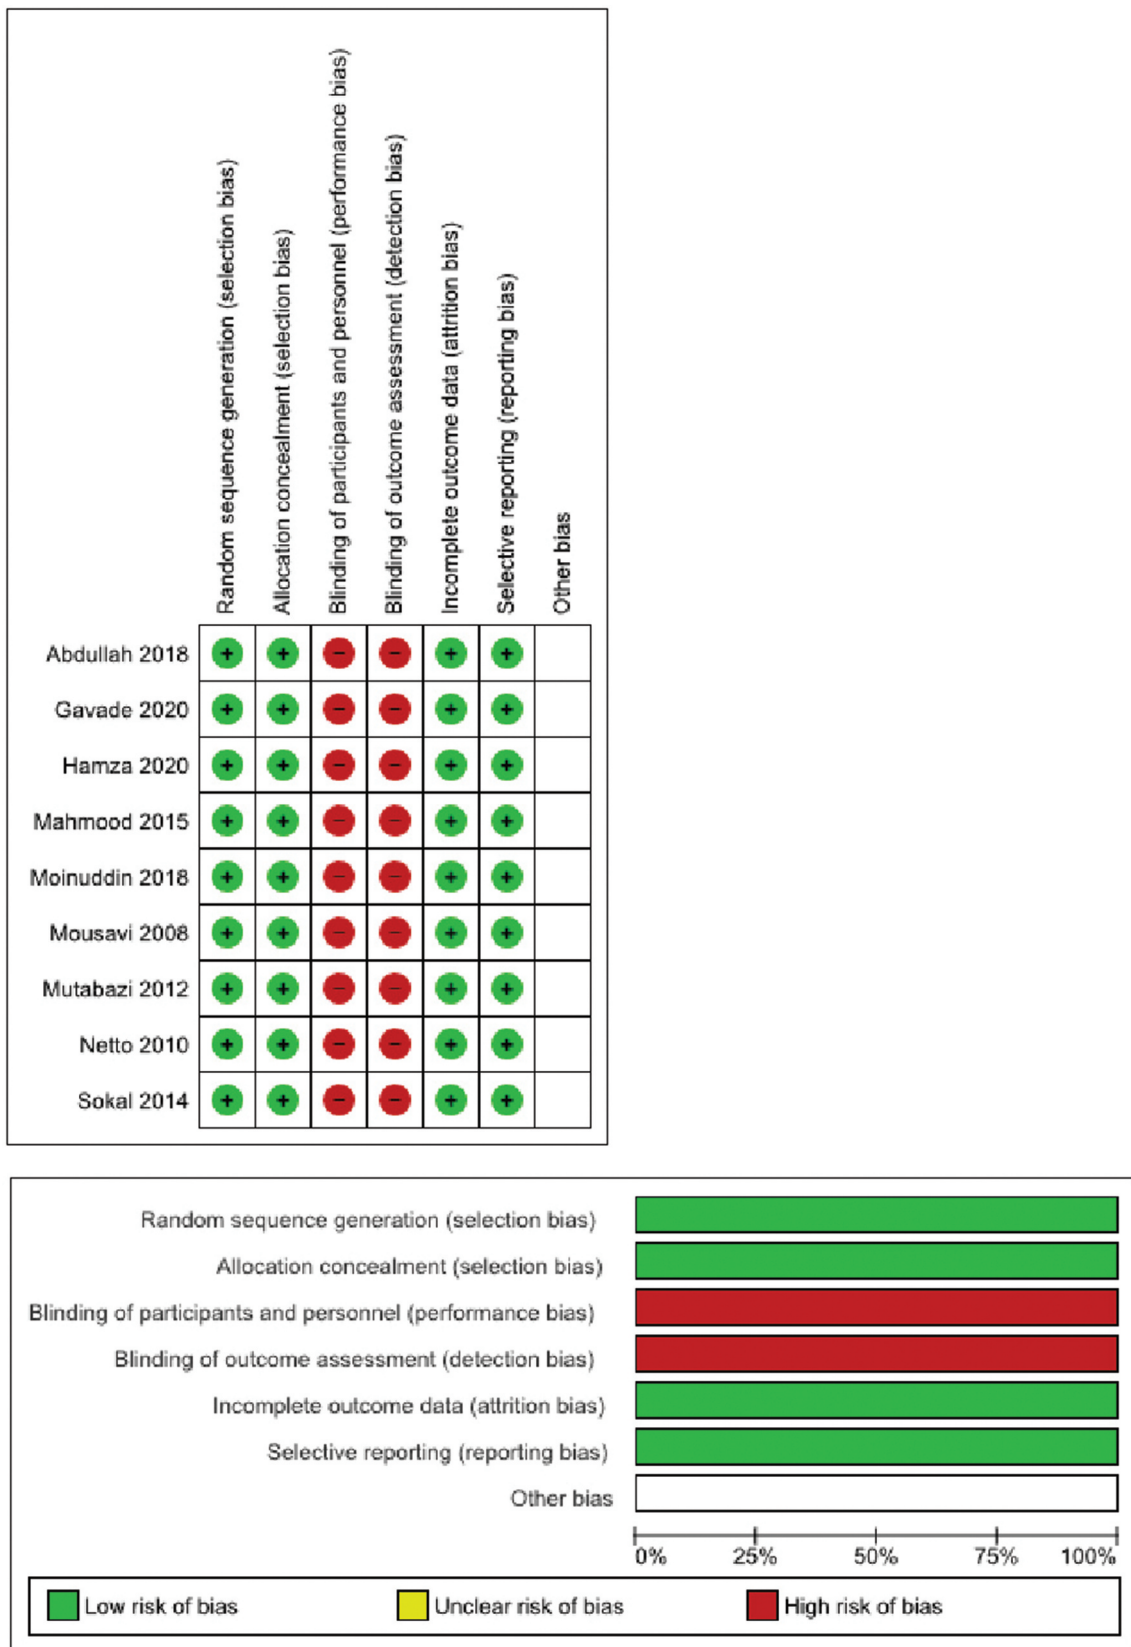 Random sequence generation (selection bias)
Allocation concealment (selection bias)
Blinding of participants and personnel (performance bias)
Blinding of outcome assessment (detection bias)
Incomplete outcome data (attrition bias)
Selective reporting (reporting bias)
Other bias
Abdullah 2018 + + − − + +
Gavade 2020 + + − − + +
Hamza 2020 + + − − + +
Mahmood 2015 + + − − + +
Moinuddin 2018 + + − − + +
Mousavi 2008 + + − − + +
Mutabazi 2012 + + − − + +
Netto 2010 + + − − + +
Sokal 2014 + + − − + +
Random sequence generation (selection bias)
Allocation concealment (selection bias)
Blinding of participants and personnel (performance bias)
Blinding of outcome assessment (detection bias)
Incomplete outcome data (attrition bias)
Selective reporting (reporting bias)
Other bias
0% 25% 50% 75% 100%
Low risk of bias Unclear risk of bias High risk of bias